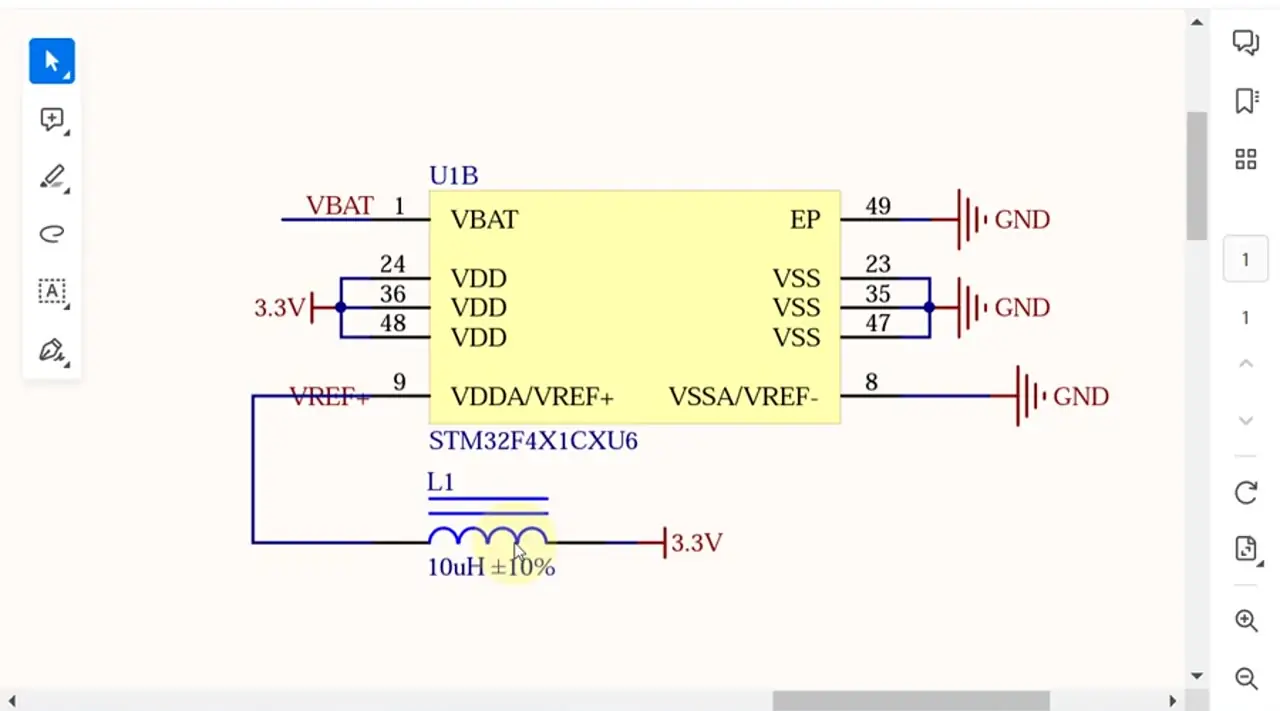 U1B
VBAT 1 VBAT EP 49 GND
24 VDD VSS 23
3.3V 36 VDD VSS 35 GND
48 VDD VSS 47
VREF+ 9 VDDA/VREF+ VSSA/VREF- 8 GND
STM32F4X1CXU6
L1
3.3V
10uH ±10%
A
1
1